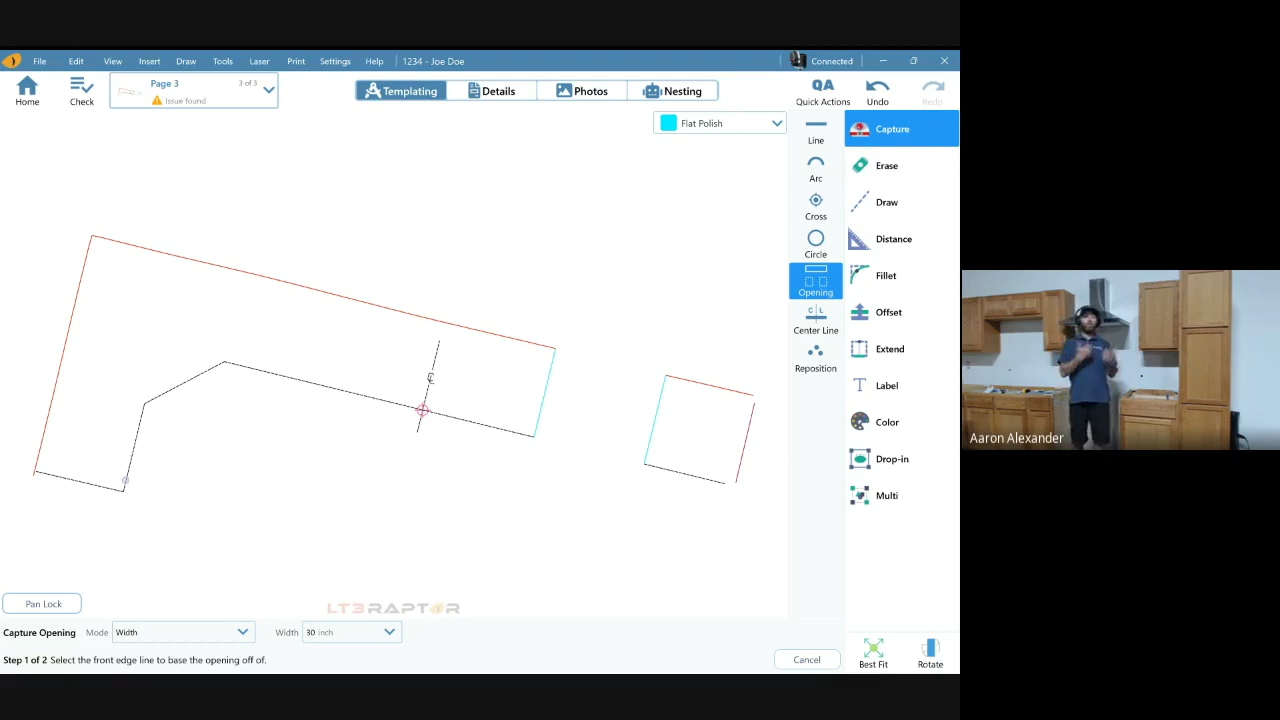 File Edit View Insert Draw Tools Laser Print Settings Help 1234 - Joe Doe Connected
Home
Check
Page 3 3 of 3
Issue found
Templating Details Photos Nesting
QA
Quick Actions
Undo
Redo
Flat Polish
Line
Arc
Cross
Circle
Opening
C L
Center Line
Reposition
Capture
Erase
Draw
Distance
Fillet
Offset
Extend
Label
Color
Drop-in
Multi
Aaron Alexander
Pan Lock
LT3RAPTOR
Capture Opening Mode Width Width 30 inch
Step 1 of 2 Select the front edge line to base the opening off of.
Cancel
Best Fit
Rotate